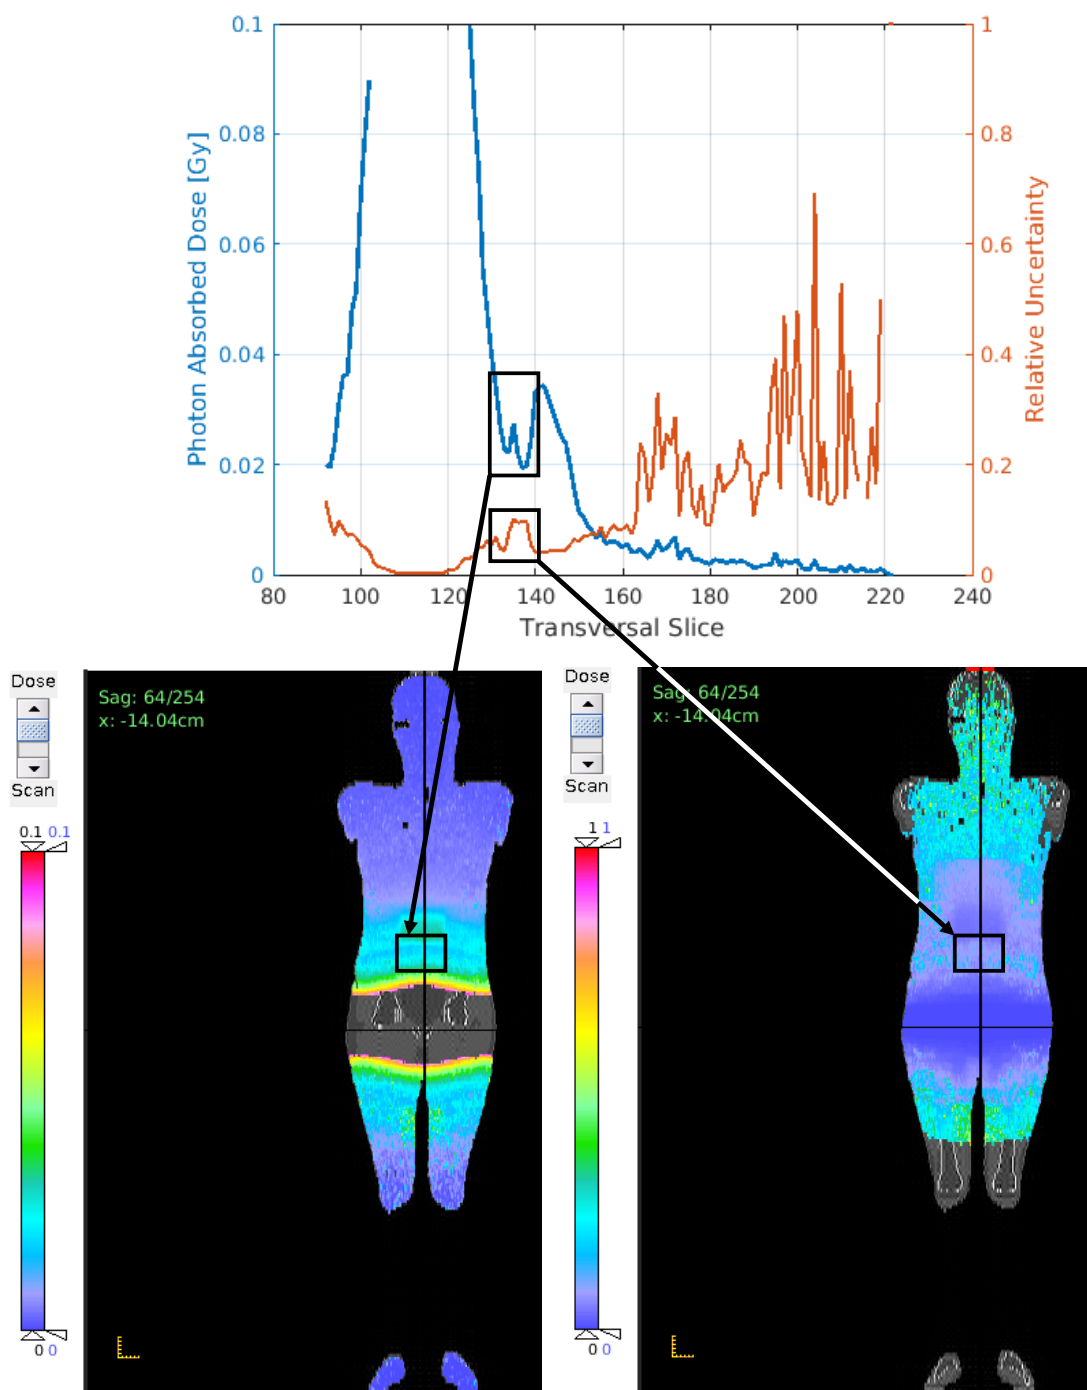 0.1
0.08
0.06
0.04
0.02
0
Photon Absorbed Dose [Gy]
1
0.8
0.6
0.4
0.2
0
Relative Uncertainty
80 100 120 140 160 180 200 220 240
Transversal Slice
Dose
Scan
Sag: 64/254
x: -14.04cm
0.1 0.1
0 0
Dose
Scan
Sag: 64/254
x: -14.04cm
1 1
0 0